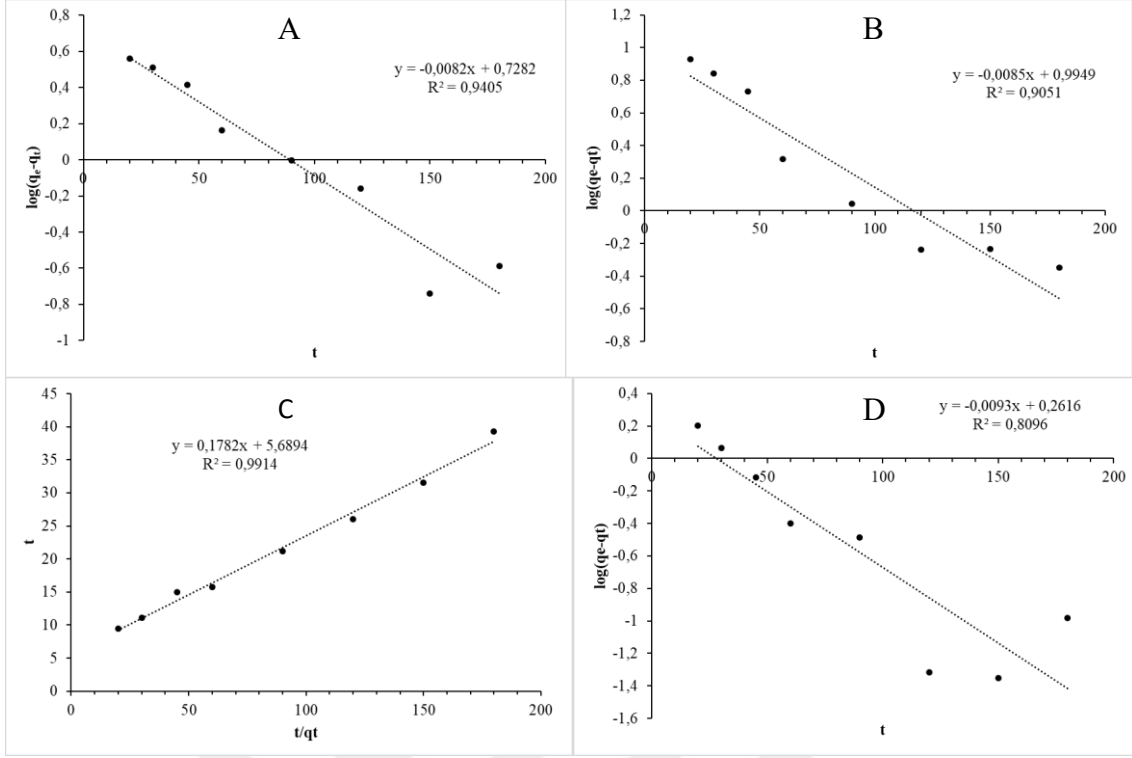 A
y = -0,0082x + 0,7282
R² = 0,9405
log(qₑ-qₜ)
0,8
0,6
0,4
0,2
0
-0,2
-0,4
-0,6
-0,8
-1
0 50 100 150 200
t
B
y = -0,0085x + 0,9949
R² = 0,9051
log(qe-qt)
1,2
1
0,8
0,6
0,4
0,2
0
-0,2
-0,4
-0,6
-0,8
0 50 100 150 200
t
C
y = 0,1782x + 5,6894
R² = 0,9914
t
45
40
35
30
25
20
15
10
5
0
0 50 100 150 200
t/qt
D
y = -0,0093x + 0,2616
R² = 0,8096
log(qe-qt)
0,4
0,2
0
-0,2
-0,4
-0,6
-0,8
-1
-1,2
-1,4
-1,6
0 50 100 150 200
t